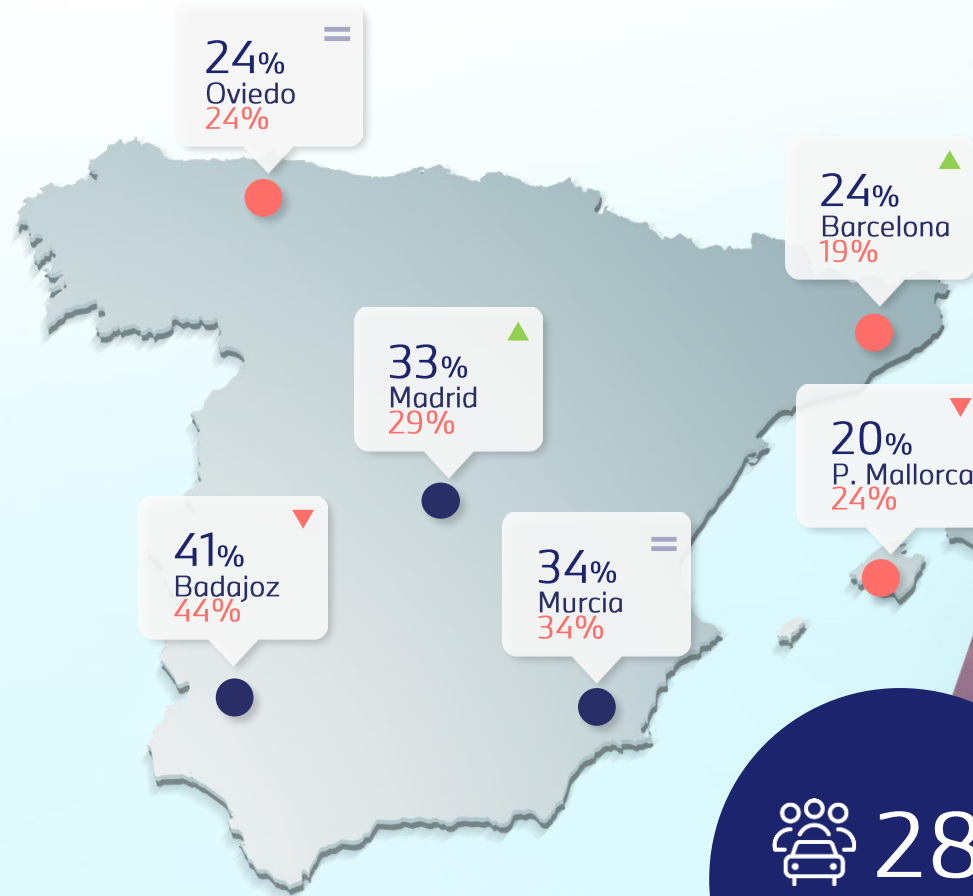 24%
Oviedo
24%
24%
Barcelona
19%
33%
Madrid
29%
20%
P. Mallorca
24%
41%
Badajoz
44%
34%
Murcia
34%
28